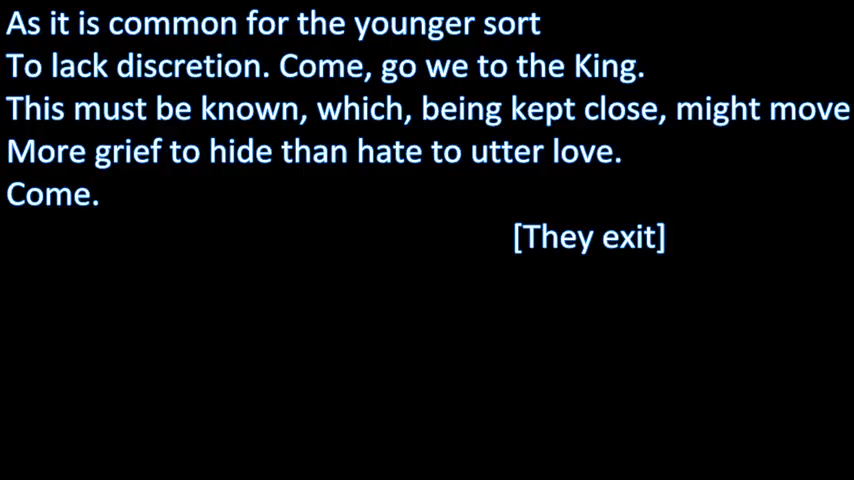 As it is common for the younger sort
To lack discretion. Come, go we to the King.
This must be known, which, being kept close, might move
More grief to hide than hate to utter love.
Come.
[They exit]